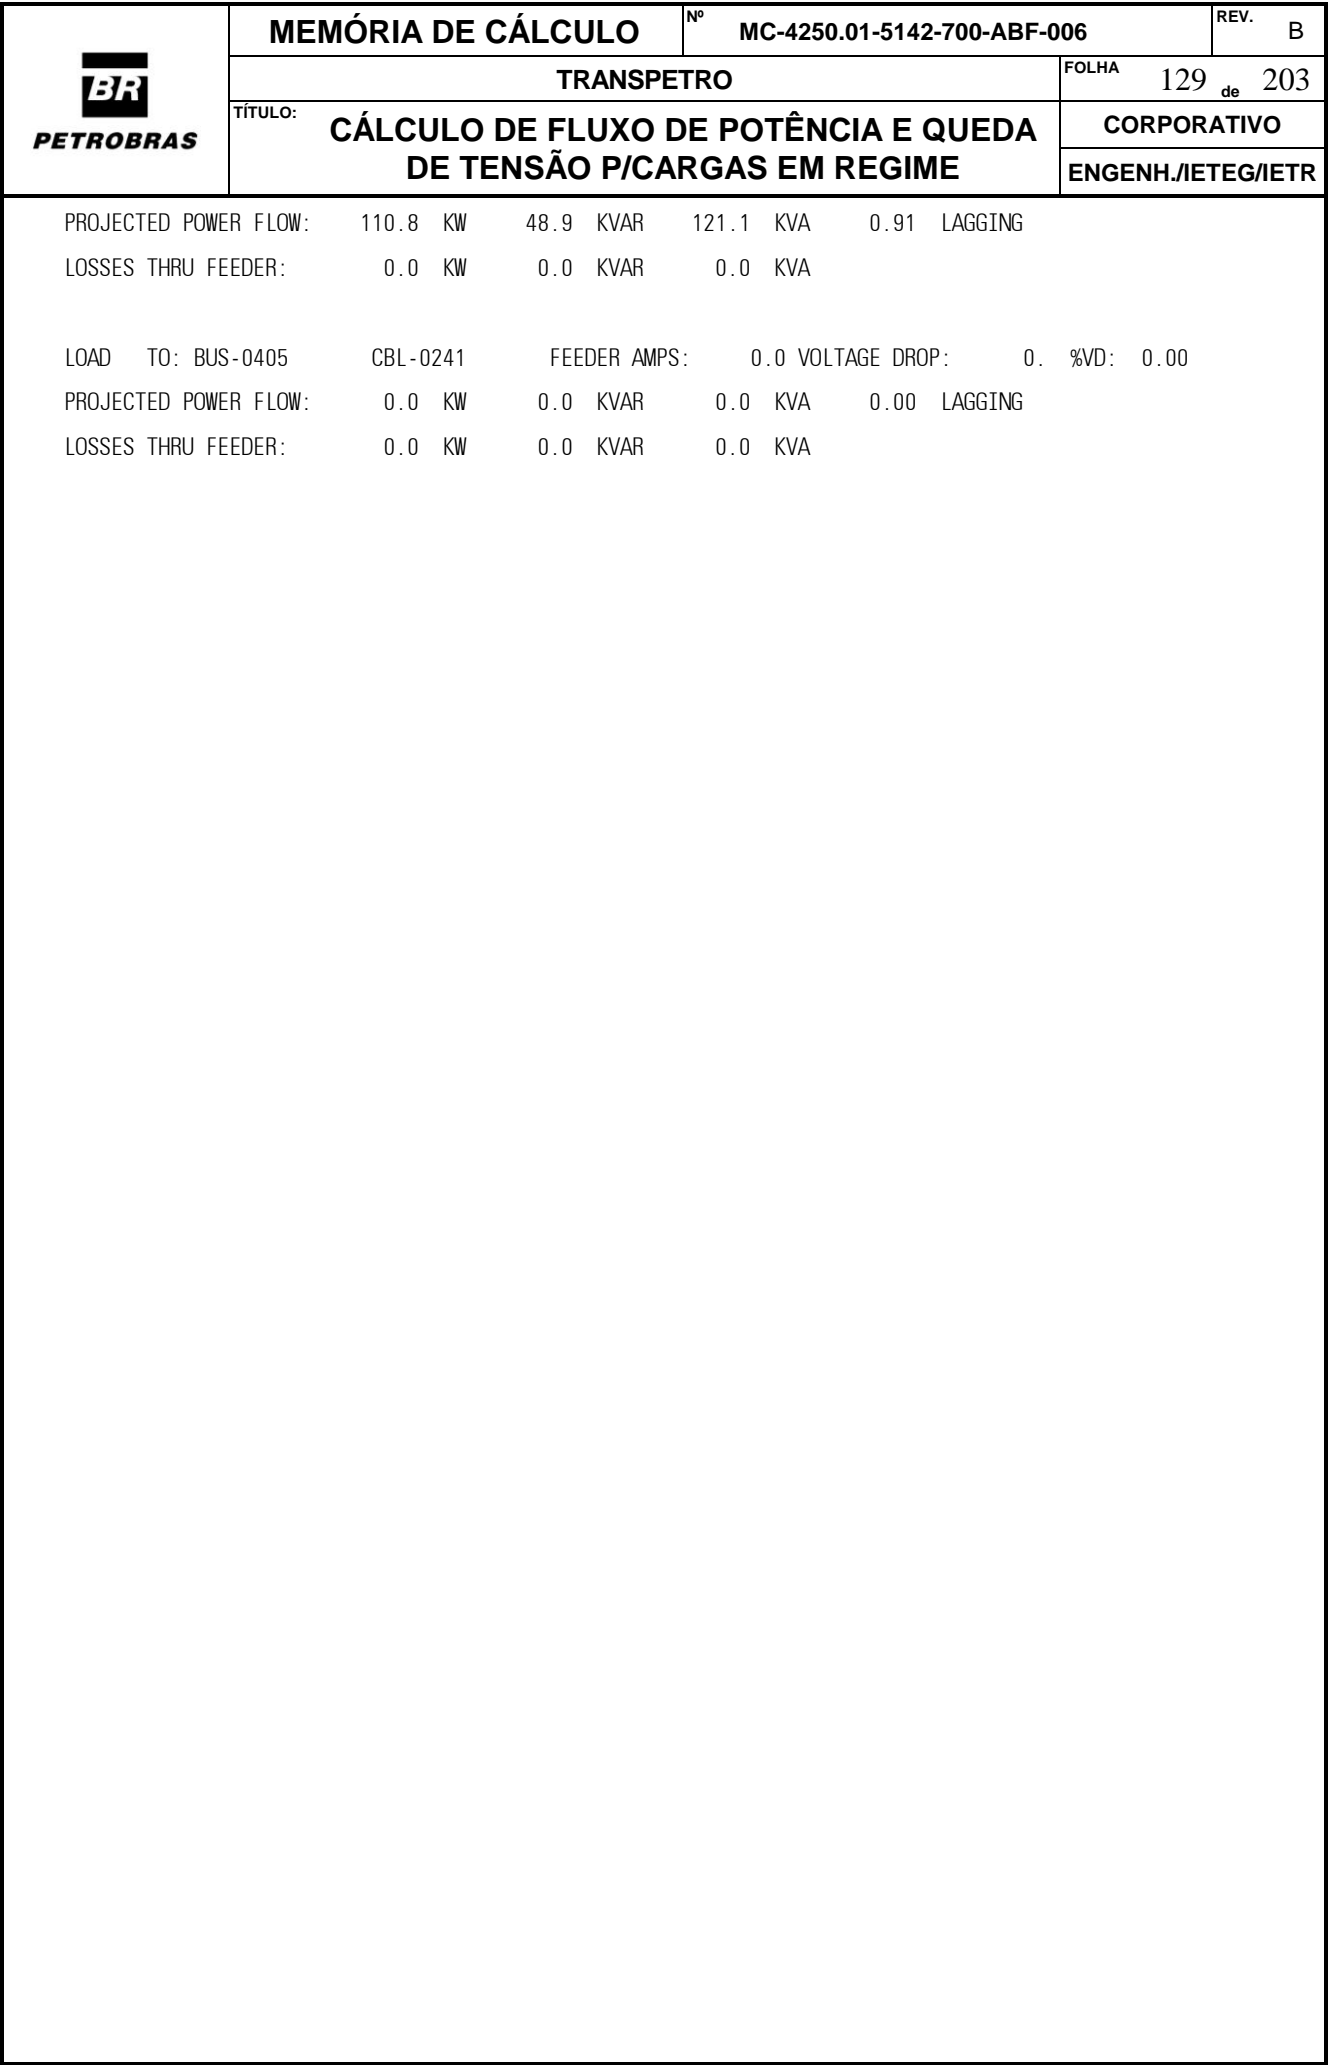 BR
PETROBRAS
MEMÓRIA DE CÁLCULO
Nº MC-4250.01-5142-700-ABF-006
REV. B
TRANSPETRO
FOLHA 129 de 203
TÍTULO: CÁLCULO DE FLUXO DE POTÊNCIA E QUEDA
DE TENSÃO P/CARGAS EM REGIME
CORPORATIVO
ENGENH./IETEG/IETR
PROJECTED POWER FLOW: 110.8 KW 48.9 KVAR 121.1 KVA 0.91 LAGGING
LOSSES THRU FEEDER: 0.0 KW 0.0 KVAR 0.0 KVA
LOAD TO: BUS-0405 CBL-0241 FEEDER AMPS: 0.0 VOLTAGE DROP: 0. %VD: 0.00
PROJECTED POWER FLOW: 0.0 KW 0.0 KVAR 0.0 KVA 0.00 LAGGING
LOSSES THRU FEEDER: 0.0 KW 0.0 KVAR 0.0 KVA